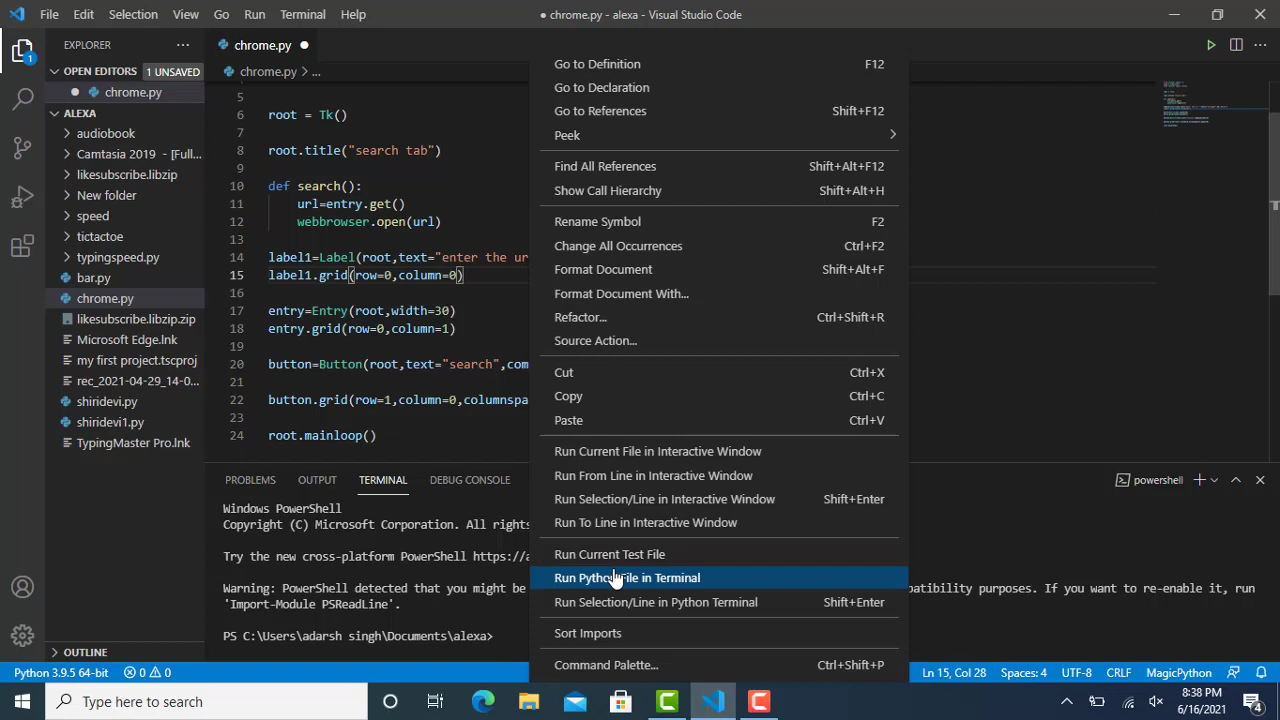 File Edit Selection View Go Run Terminal Help
● chrome.py - alexa - Visual Studio Code
EXPLORER
chrome.py
OPEN EDITORS 1 UNSAVED
chrome.py > ...
chrome.py
ALEXA
audiobook
Camtasia 2019 - [Full...
likesubscribe.libzip
New folder
speed
tictactoe
typingspeed.py
bar.py
chrome.py
likesubscribe.libzip.zip
Microsoft Edge.lnk
my first project.tscproj
rec_2021-04-29_14-0...
shiridevi.py
shiridevi1.py
TypingMaster Pro.lnk
OUTLINE
1
5
6 root = Tk()
7
8 root.title("search tab")
9
10 def search():
11 url=entry.get()
12 webbrowser.open(url)
13
14 label1=Label(root,text="enter the ur
15 label1.grid(row=0,column=0)
16
17 entry=Entry(root,width=30)
18 entry.grid(row=0,column=1)
19
20 button=Button(root,text="search",com
21
22 button.grid(row=1,column=0,columnspa
23
24 root.mainloop()
Go to Definition F12
Go to Declaration
Go to References Shift+F12
Peek
Find All References Shift+Alt+F12
Show Call Hierarchy Shift+Alt+H
Rename Symbol F2
Change All Occurrences Ctrl+F2
Format Document Shift+Alt+F
Format Document With...
Refactor... Ctrl+Shift+R
Source Action...
Cut Ctrl+X
Copy Ctrl+C
Paste Ctrl+V
Run Current File in Interactive Window
Run From Line in Interactive Window
Run Selection/Line in Interactive Window Shift+Enter
Run To Line in Interactive Window
Run Current Test File
Run Python File in Terminal
Run Selection/Line in Python Terminal Shift+Enter
Sort Imports
Command Palette... Ctrl+Shift+P
PROBLEMS OUTPUT TERMINAL DEBUG CONSOLE
powershell
Windows PowerShell
Copyright (C) Microsoft Corporation. All rights
Try the new cross-platform PowerShell https://a
Warning: PowerShell detected that you might be
patibility purposes. If you want to re-enable it, run
'Import-Module PSReadLine'.
PS C:\Users\adarsh singh\Documents\alexa>
Python 3.9.5 64-bit 0 0
Ln 15, Col 28 Spaces: 4 UTF-8 CRLF MagicPython
Type here to search
8:38 PM
6/16/2021
4